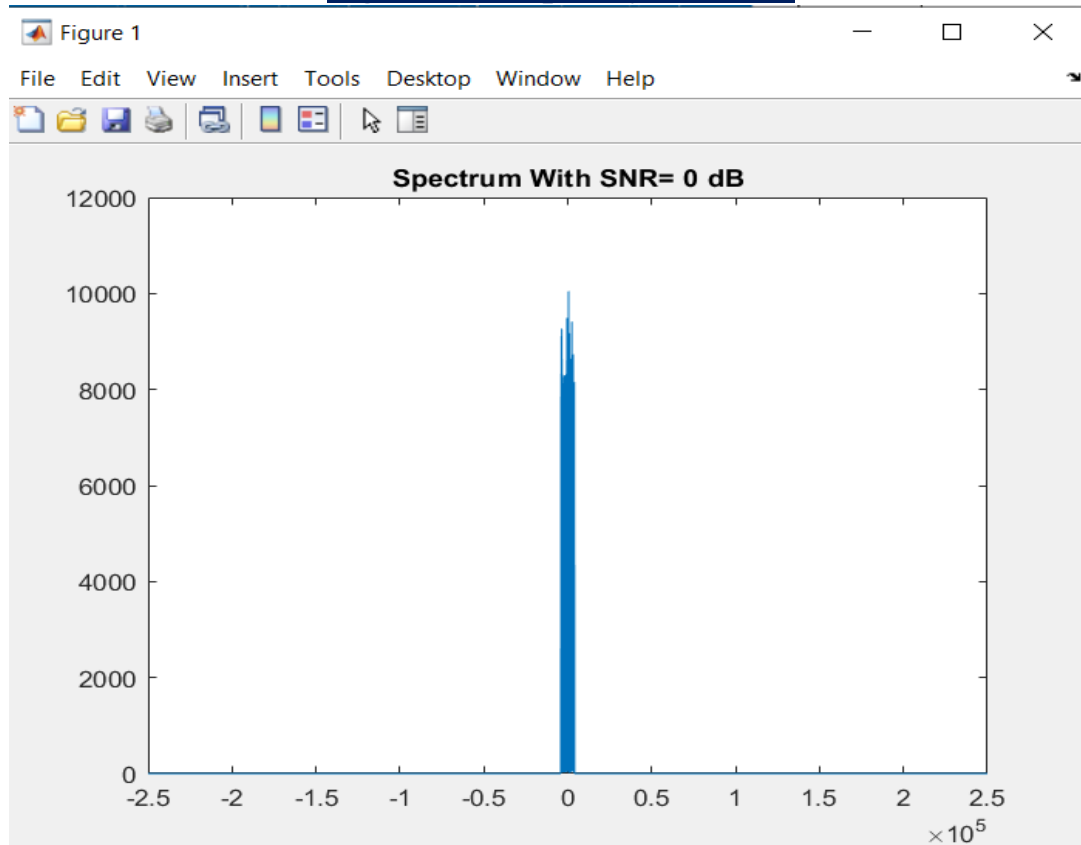 Figure 1
File Edit View Insert Tools Desktop Window Help
Spectrum With SNR= 0 dB
12000
10000
8000
6000
4000
2000
0
-2.5 -2 -1.5 -1 -0.5 0 0.5 1 1.5 2 2.5
×10⁵